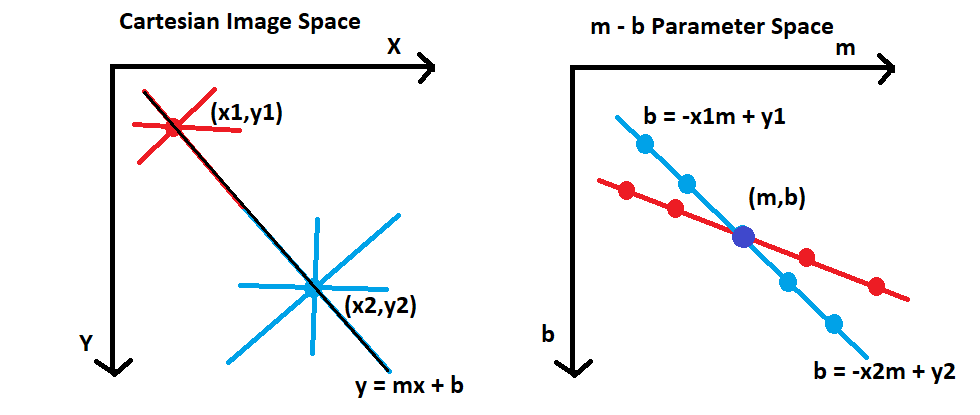 Cartesian Image Space
X
(x1,y1)
(x2,y2)
Y
y = mx + b
m - b Parameter Space
m
b = -x1m + y1
(m,b)
b
b = -x2m + y2